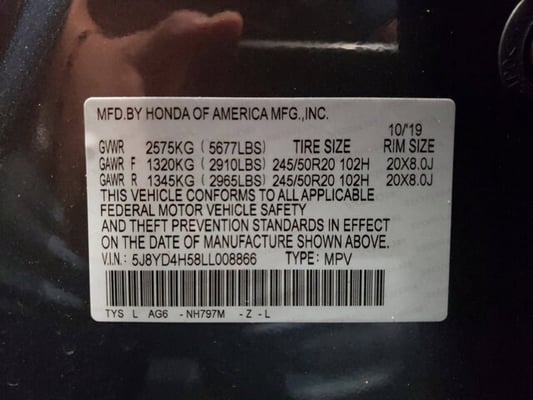 MFD.BY HONDA OF AMERICA MFG.,INC.
10/'19
GVWR 2575KG (5677LBS) TIRE SIZE RIM SIZE
GAWR F 1320KG (2910LBS) 245/50R20 102H 20X8.0J
GAWR R 1345KG (2965LBS) 245/50R20 102H 20X8.0J
THIS VEHICLE CONFORMS TO ALL APPLICABLE
FEDERAL MOTOR VEHICLE SAFETY
AND THEFT PREVENTION STANDARDS IN EFFECT
ON THE DATE OF MANUFACTURE SHOWN ABOVE.
V.I.N.: 5J8YD4H58LL008866 TYPE: MPV
TYS L AG6 -NH797M -Z -L